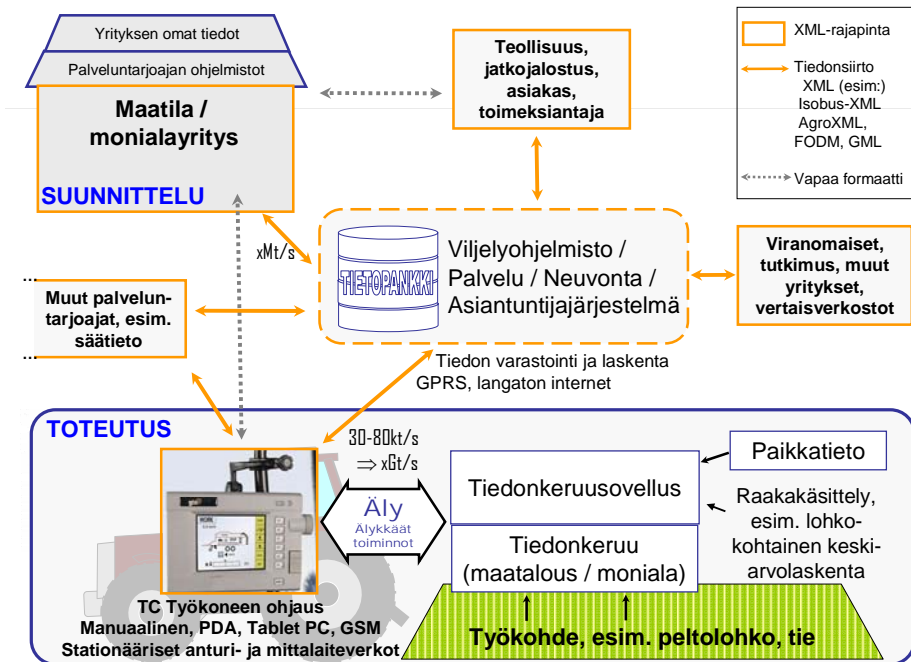 Yrityksen omat tiedot
Palveluntarjoajan ohjelmistot
Maatila /
monialayritys
SUUNNITTELU
Teollisuus,
jatkojalostus,
asiakas,
toimeksiantaja
XML-rajapinta
Tiedonsiirto
XML (esim:)
Isobus-XML
AgroXML,
FODM, GML
Vapaa formaatti
xMt/s
TIETOPANKKI
Viljelyohjelmisto /
Palvelu / Neuvonta /
Asiantuntijajärjestelmä
Viranomaiset,
tutkimus, muut
yritykset,
vertaisverkostot
...
Muut palvelun-
tarjoajat, esim.
säätieto
...
Tiedon varastointi ja laskenta
GPRS, langaton internet
TOTEUTUS
30-80kt/s
⇒ xGt/s
Äly
Älykkäät
toiminnot
Tiedonkeruusovellus
Tiedonkeruu
(maatalous / moniala)
Paikkatieto
Raakakäsittely,
esim. lohko-
kohtainen keski-
arvolaskenta
Työkohde, esim. peltolohko, tie
TC Työkoneen ohjaus
Manuaalinen, PDA, Tablet PC, GSM
Stationääriset anturi- ja mittalaiteverkot